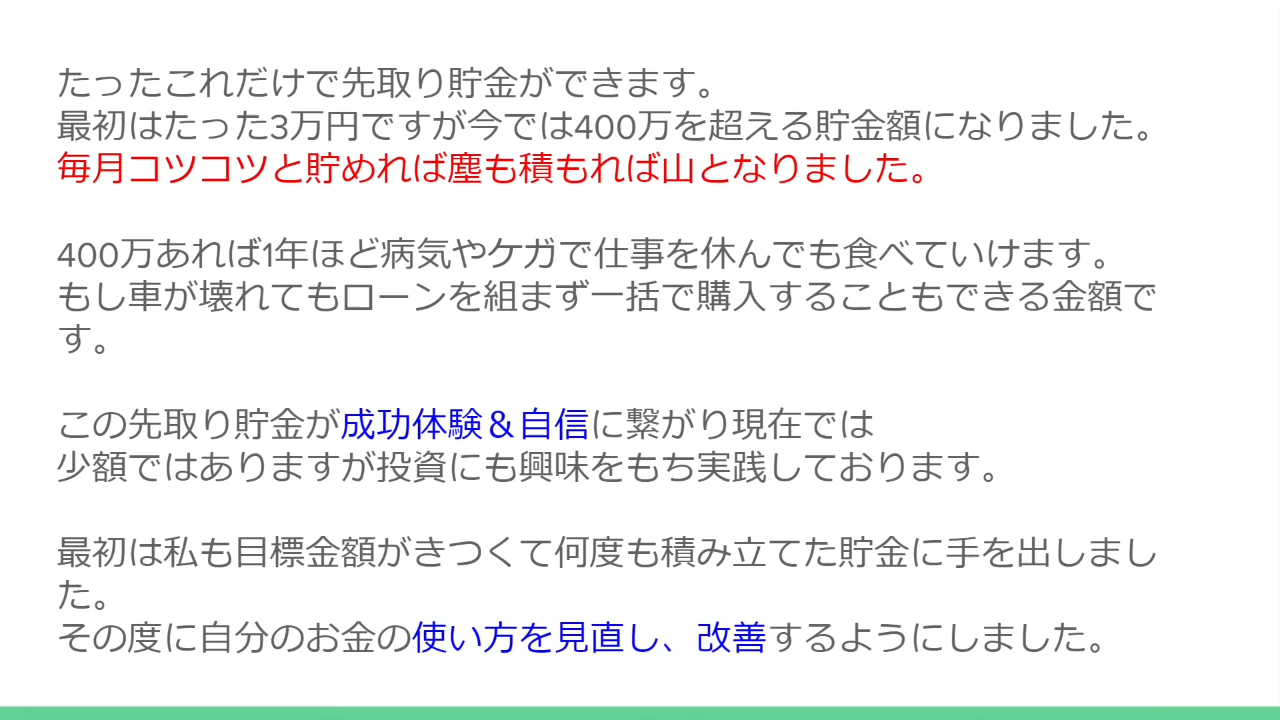 たったこれだけで先取り貯金ができます。
最初はたった3万円ですが今では400万を超える貯金額になりました。
毎月コツコツと貯めれば塵も積もれば山となりました。
400万あれば1年ほど病気やケガで仕事を休んでも食べていけます。
もし車が壊れてもローンを組まず一括で購入することもできる金額で
す。
この先取り貯金が成功体験＆自信に繋がり現在では
少額ではありますが投資にも興味をもち実践しております。
最初は私も目標金額がきつくて何度も積み立てた貯金に手を出しまし
た。
その度に自分のお金の使い方を見直し、改善するようにしました。